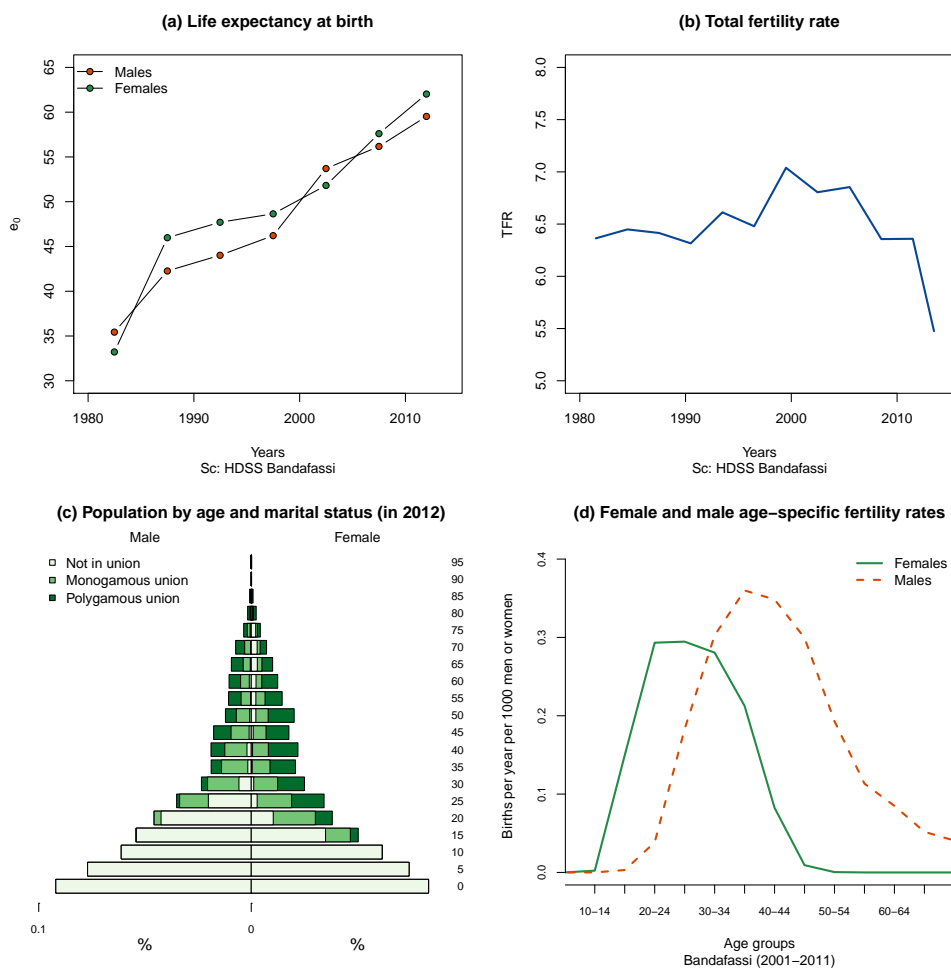 (a) Life expectancy at birth
Males
Females
65
60
55
50
45
40
35
30
e0
1980
1990
2000
2010
Years
Sc: HDSS Bandafassi
(b) Total fertility rate
8.0
7.5
7.0
6.5
6.0
5.5
5.0
TFR
1980
1990
2000
2010
Years
Sc: HDSS Bandafassi
(c) Population by age and marital status (in 2012)
Male
Female
Not in union
Monogamous union
Polygamous union
95
90
85
80
75
70
65
60
55
50
45
40
35
30
25
20
15
10
5
0
0.1
0
%
%
(d) Female and male age−specific fertility rates
Females
Males
0.4
0.3
0.2
0.1
0.0
Births per year per 1000 men or women
10−14
20−24
30−34
40−44
50−54
60−64
Age groups
Bandafassi (2001−2011)